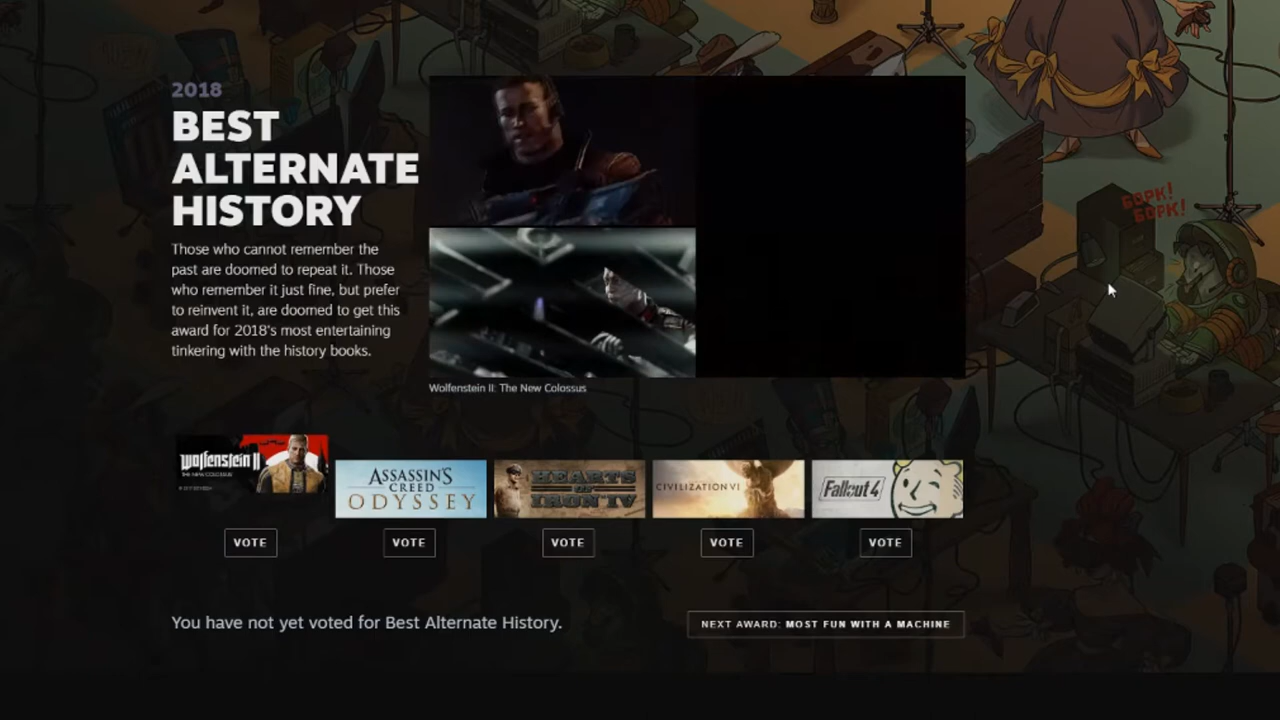 2018
BEST
ALTERNATE
HISTORY
Those who cannot remember the
past are doomed to repeat it. Those
who remember it just fine, but prefer
to reinvent it, are doomed to get this
award for 2018's most entertaining
tinkering with the history books.
БОРК!
БОРК!
Wolfenstein II: The New Colossus
Wolfenstein II
THE NEW COLOSSUS
ASSASSIN'S
CREED
ODYSSEY
HEARTS
OF
IRON IV
CIVILIZATION VI
Fallout 4
VOTE
VOTE
VOTE
VOTE
VOTE
You have not yet voted for Best Alternate History.
NEXT AWARD: MOST FUN WITH A MACHINE